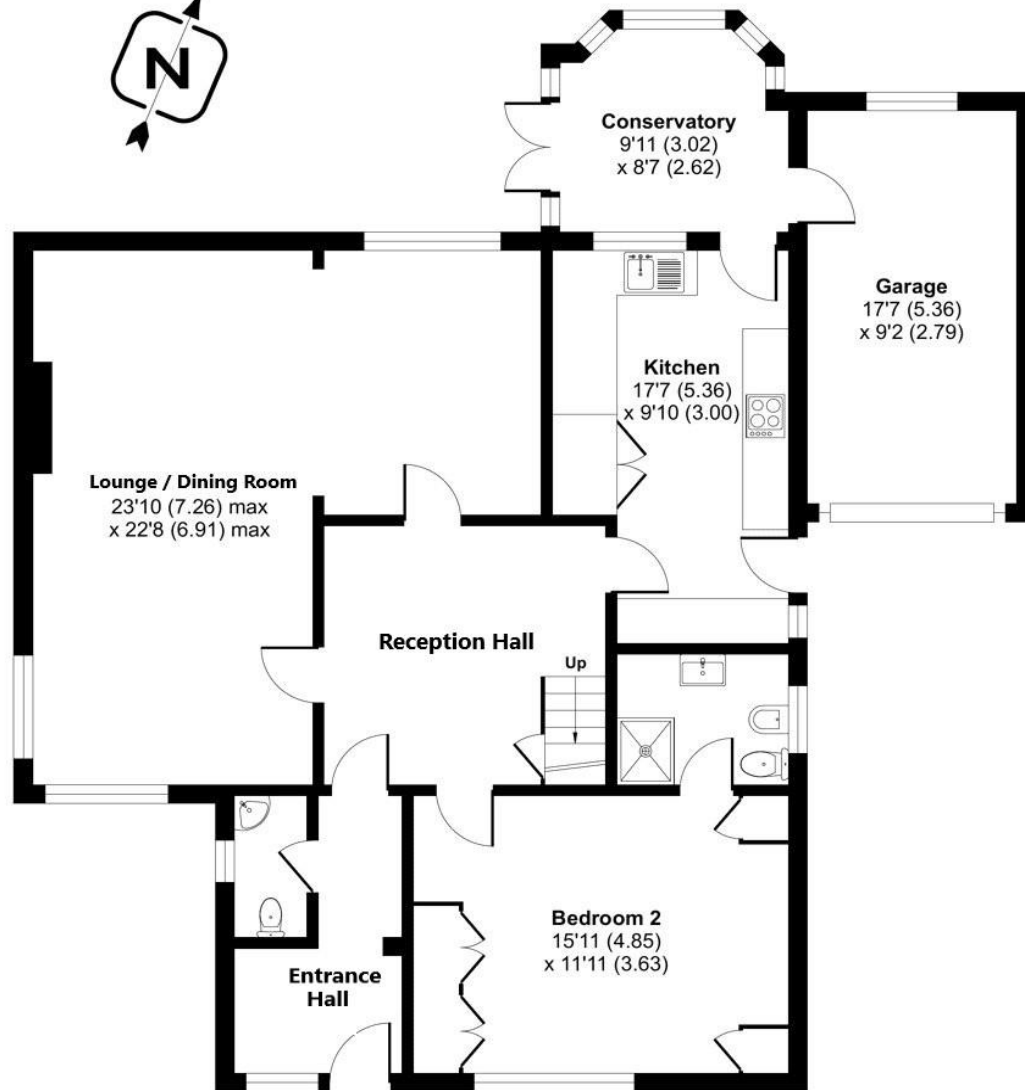 N
Conservatory
9'11 (3.02)
x 8'7 (2.62)
Garage
17'7 (5.36)
x 9'2 (2.79)
Kitchen
17'7 (5.36)
x 9'10 (3.00)
Lounge / Dining Room
23'10 (7.26) max
x 22'8 (6.91) max
Reception Hall
Up
Bedroom 2
15'11 (4.85)
x 11'11 (3.63)
Entrance
Hall